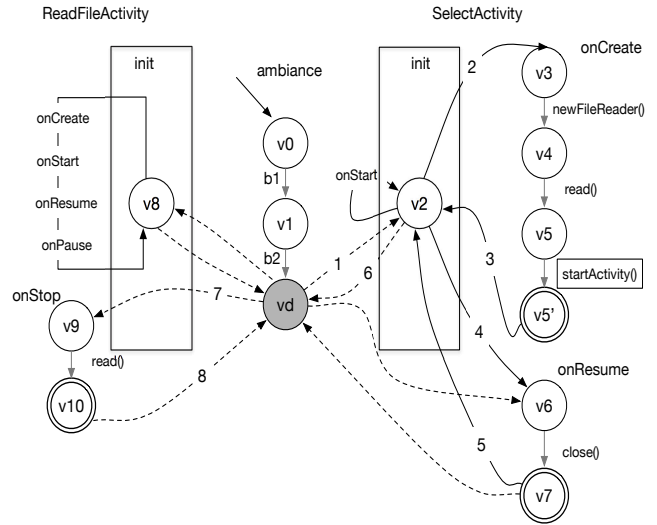 ReadFileActivity
SelectActivity
init
ambiance
init
2
onCreate
v3
newFileReader()
onCreate
onStart
onResume
onPause
v8
v0
b1
v1
b2
onStart
v2
v4
read()
v5
startActivity()
3
v5'
1
6
7
vd
onStop
v9
read()
v10
8
4
onResume
v6
close()
5
v7